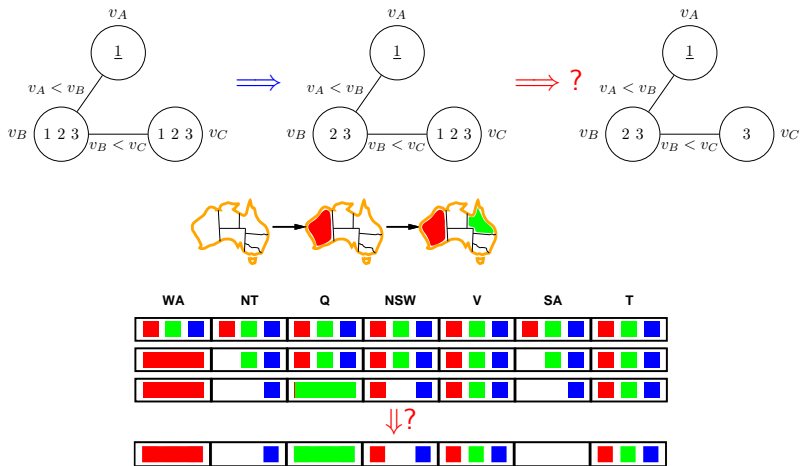 v_A v_A v_A
1 1 1
⟹ ⟹ ?
v_A < v_B v_A < v_B v_A < v_B
v_B 1 2 3 1 2 3 v_C v_B 2 3 1 2 3 v_C v_B 2 3 3 v_C
v_B < v_C v_B < v_C v_B < v_C
WA NT Q NSW V SA T
⇓?